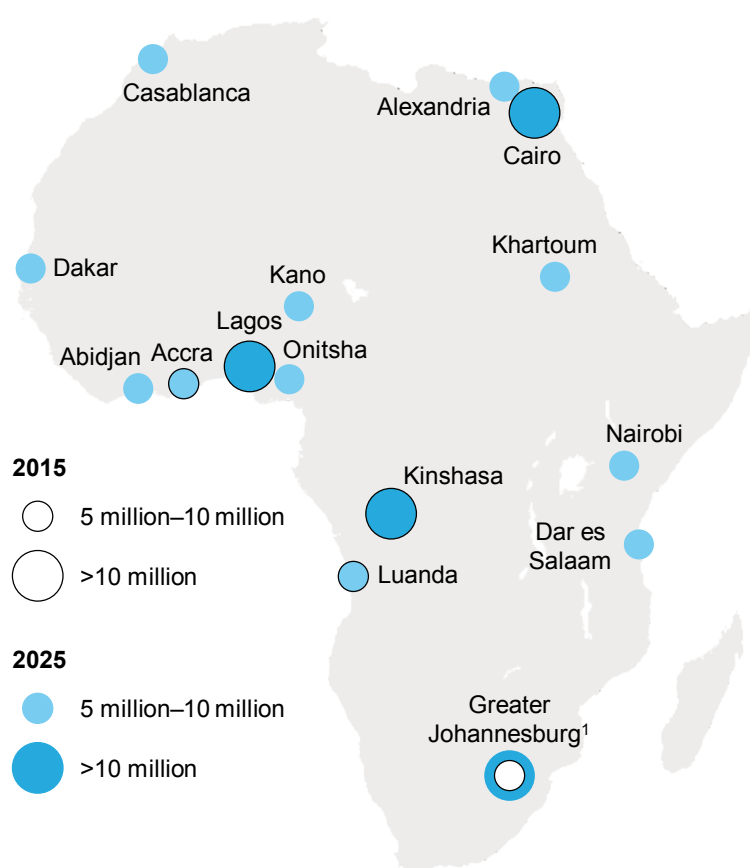 Casablanca
Alexandria
Cairo
Dakar
Khartoum
Kano
Lagos
Abidjan
Accra
Onitsha
Nairobi
2015
Kinshasa
5 million–10 million
Dar es
Salaam
>10 million
Luanda
2025
5 million–10 million
Greater
Johannesburg¹
>10 million